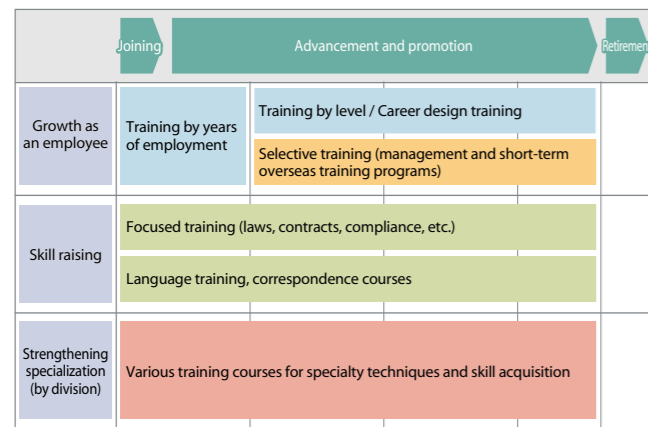 Joining
Advancement and promotion
Retirement
Growth as
an employee
Training by years
of employment
Training by level / Career design training
Selective training (management and short-term
overseas training programs)
Skill raising
Focused training (laws, contracts, compliance, etc.)
Language training, correspondence courses
Strengthening
specialization
(by division)
Various training courses for specialty techniques and skill acquisition